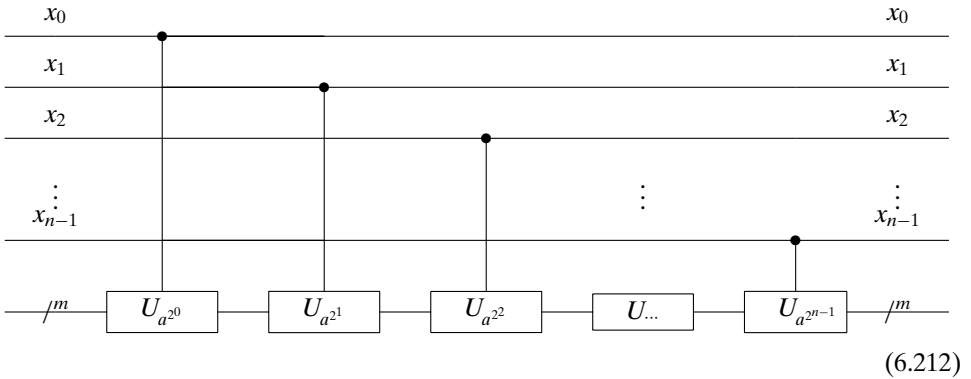 x₀ x₀
x₁ x₁
x₂ x₂
⋮ ⋮ ⋮
xₙ₋₁ xₙ₋₁
m U_{a^{2^0}} U_{a^{2^1}} U_{a^{2^2}} U... U_{a^{2^{n-1}}} m
(6.212)